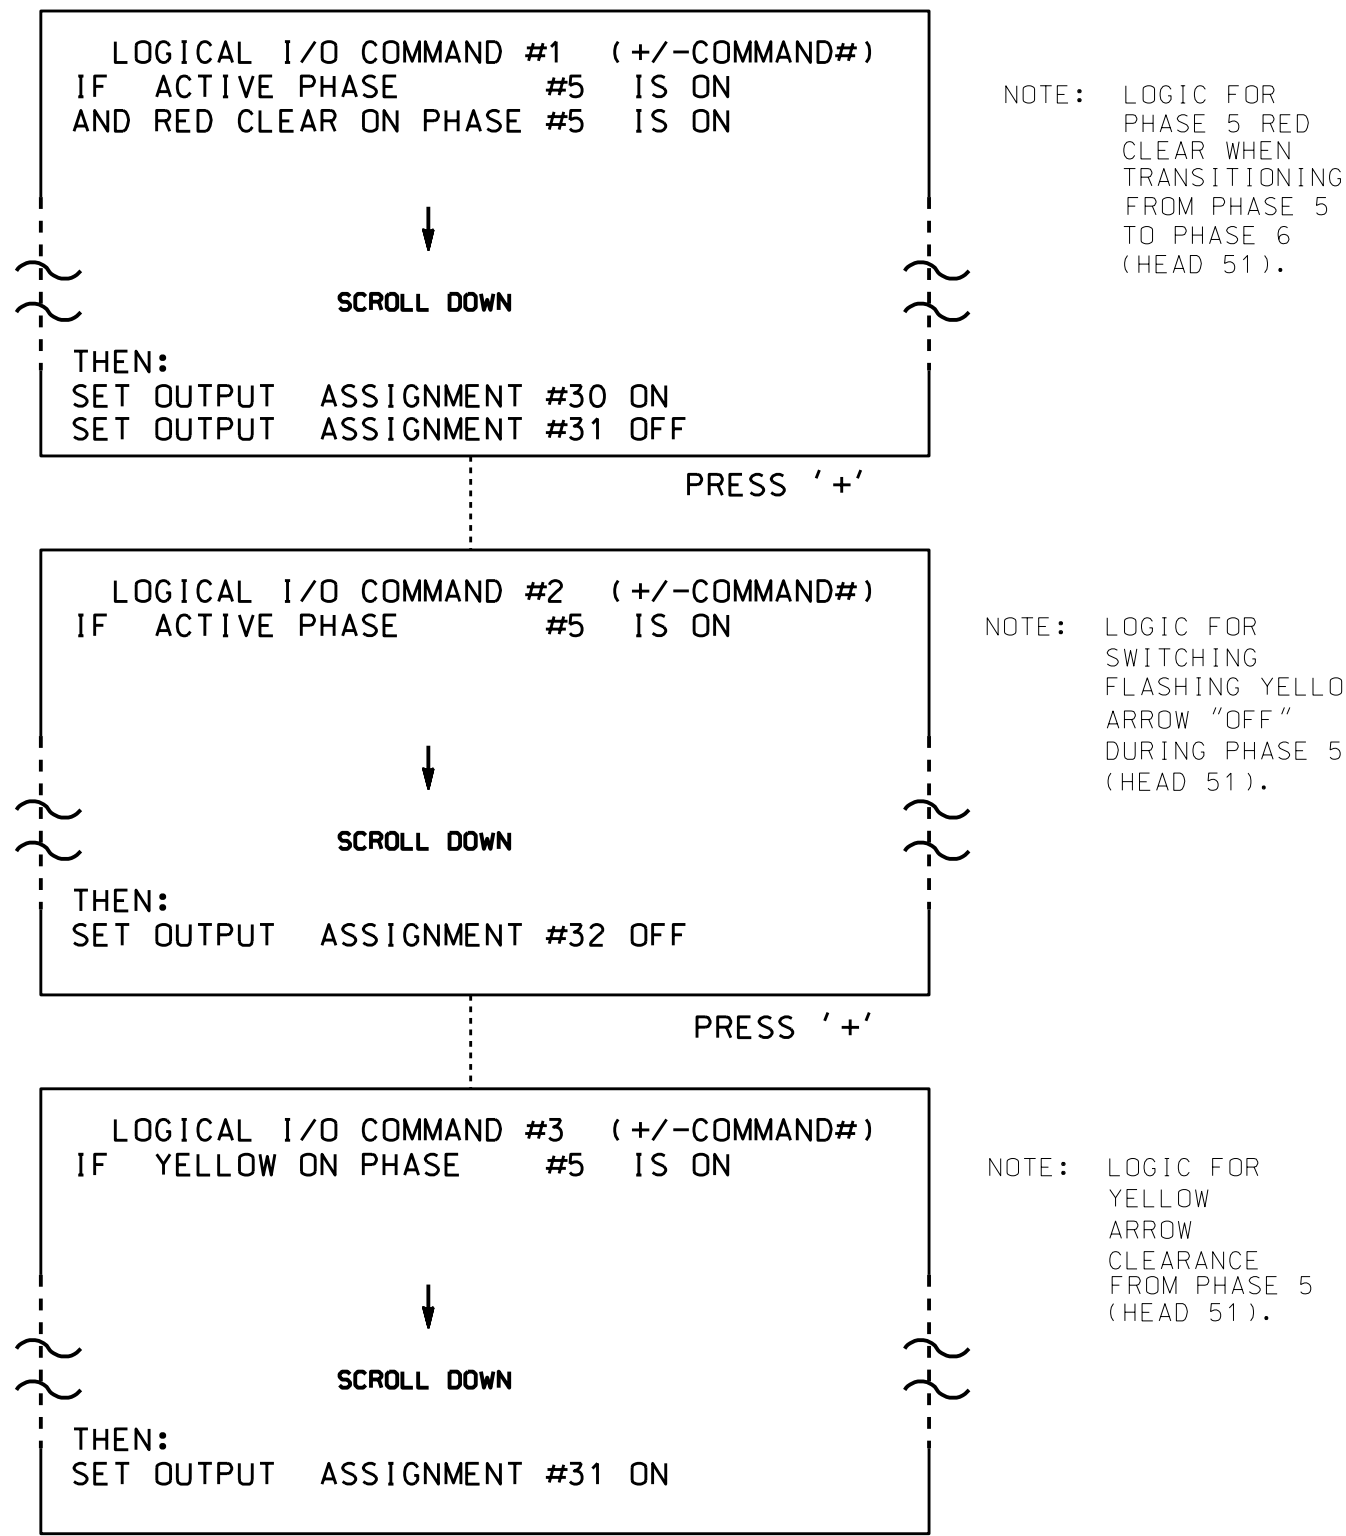 LOGICAL I/O COMMAND #1 (+/-COMMAND#)
IF ACTIVE PHASE #5 IS ON
AND RED CLEAR ON PHASE #5 IS ON
SCROLL DOWN
THEN:
SET OUTPUT ASSIGNMENT #30 ON
SET OUTPUT ASSIGNMENT #31 OFF
NOTE: LOGIC FOR
PHASE 5 RED
CLEAR WHEN
TRANSITIONING
FROM PHASE 5
TO PHASE 6
(HEAD 51).
PRESS '+'
LOGICAL I/O COMMAND #2 (+/-COMMAND#)
IF ACTIVE PHASE #5 IS ON
SCROLL DOWN
THEN:
SET OUTPUT ASSIGNMENT #32 OFF
NOTE: LOGIC FOR
SWITCHING
FLASHING YELLO
ARROW "OFF"
DURING PHASE 5
(HEAD 51).
PRESS '+'
LOGICAL I/O COMMAND #3 (+/-COMMAND#)
IF YELLOW ON PHASE #5 IS ON
SCROLL DOWN
THEN:
SET OUTPUT ASSIGNMENT #31 ON
NOTE: LOGIC FOR
YELLOW
ARROW
CLEARANCE
FROM PHASE 5
(HEAD 51).